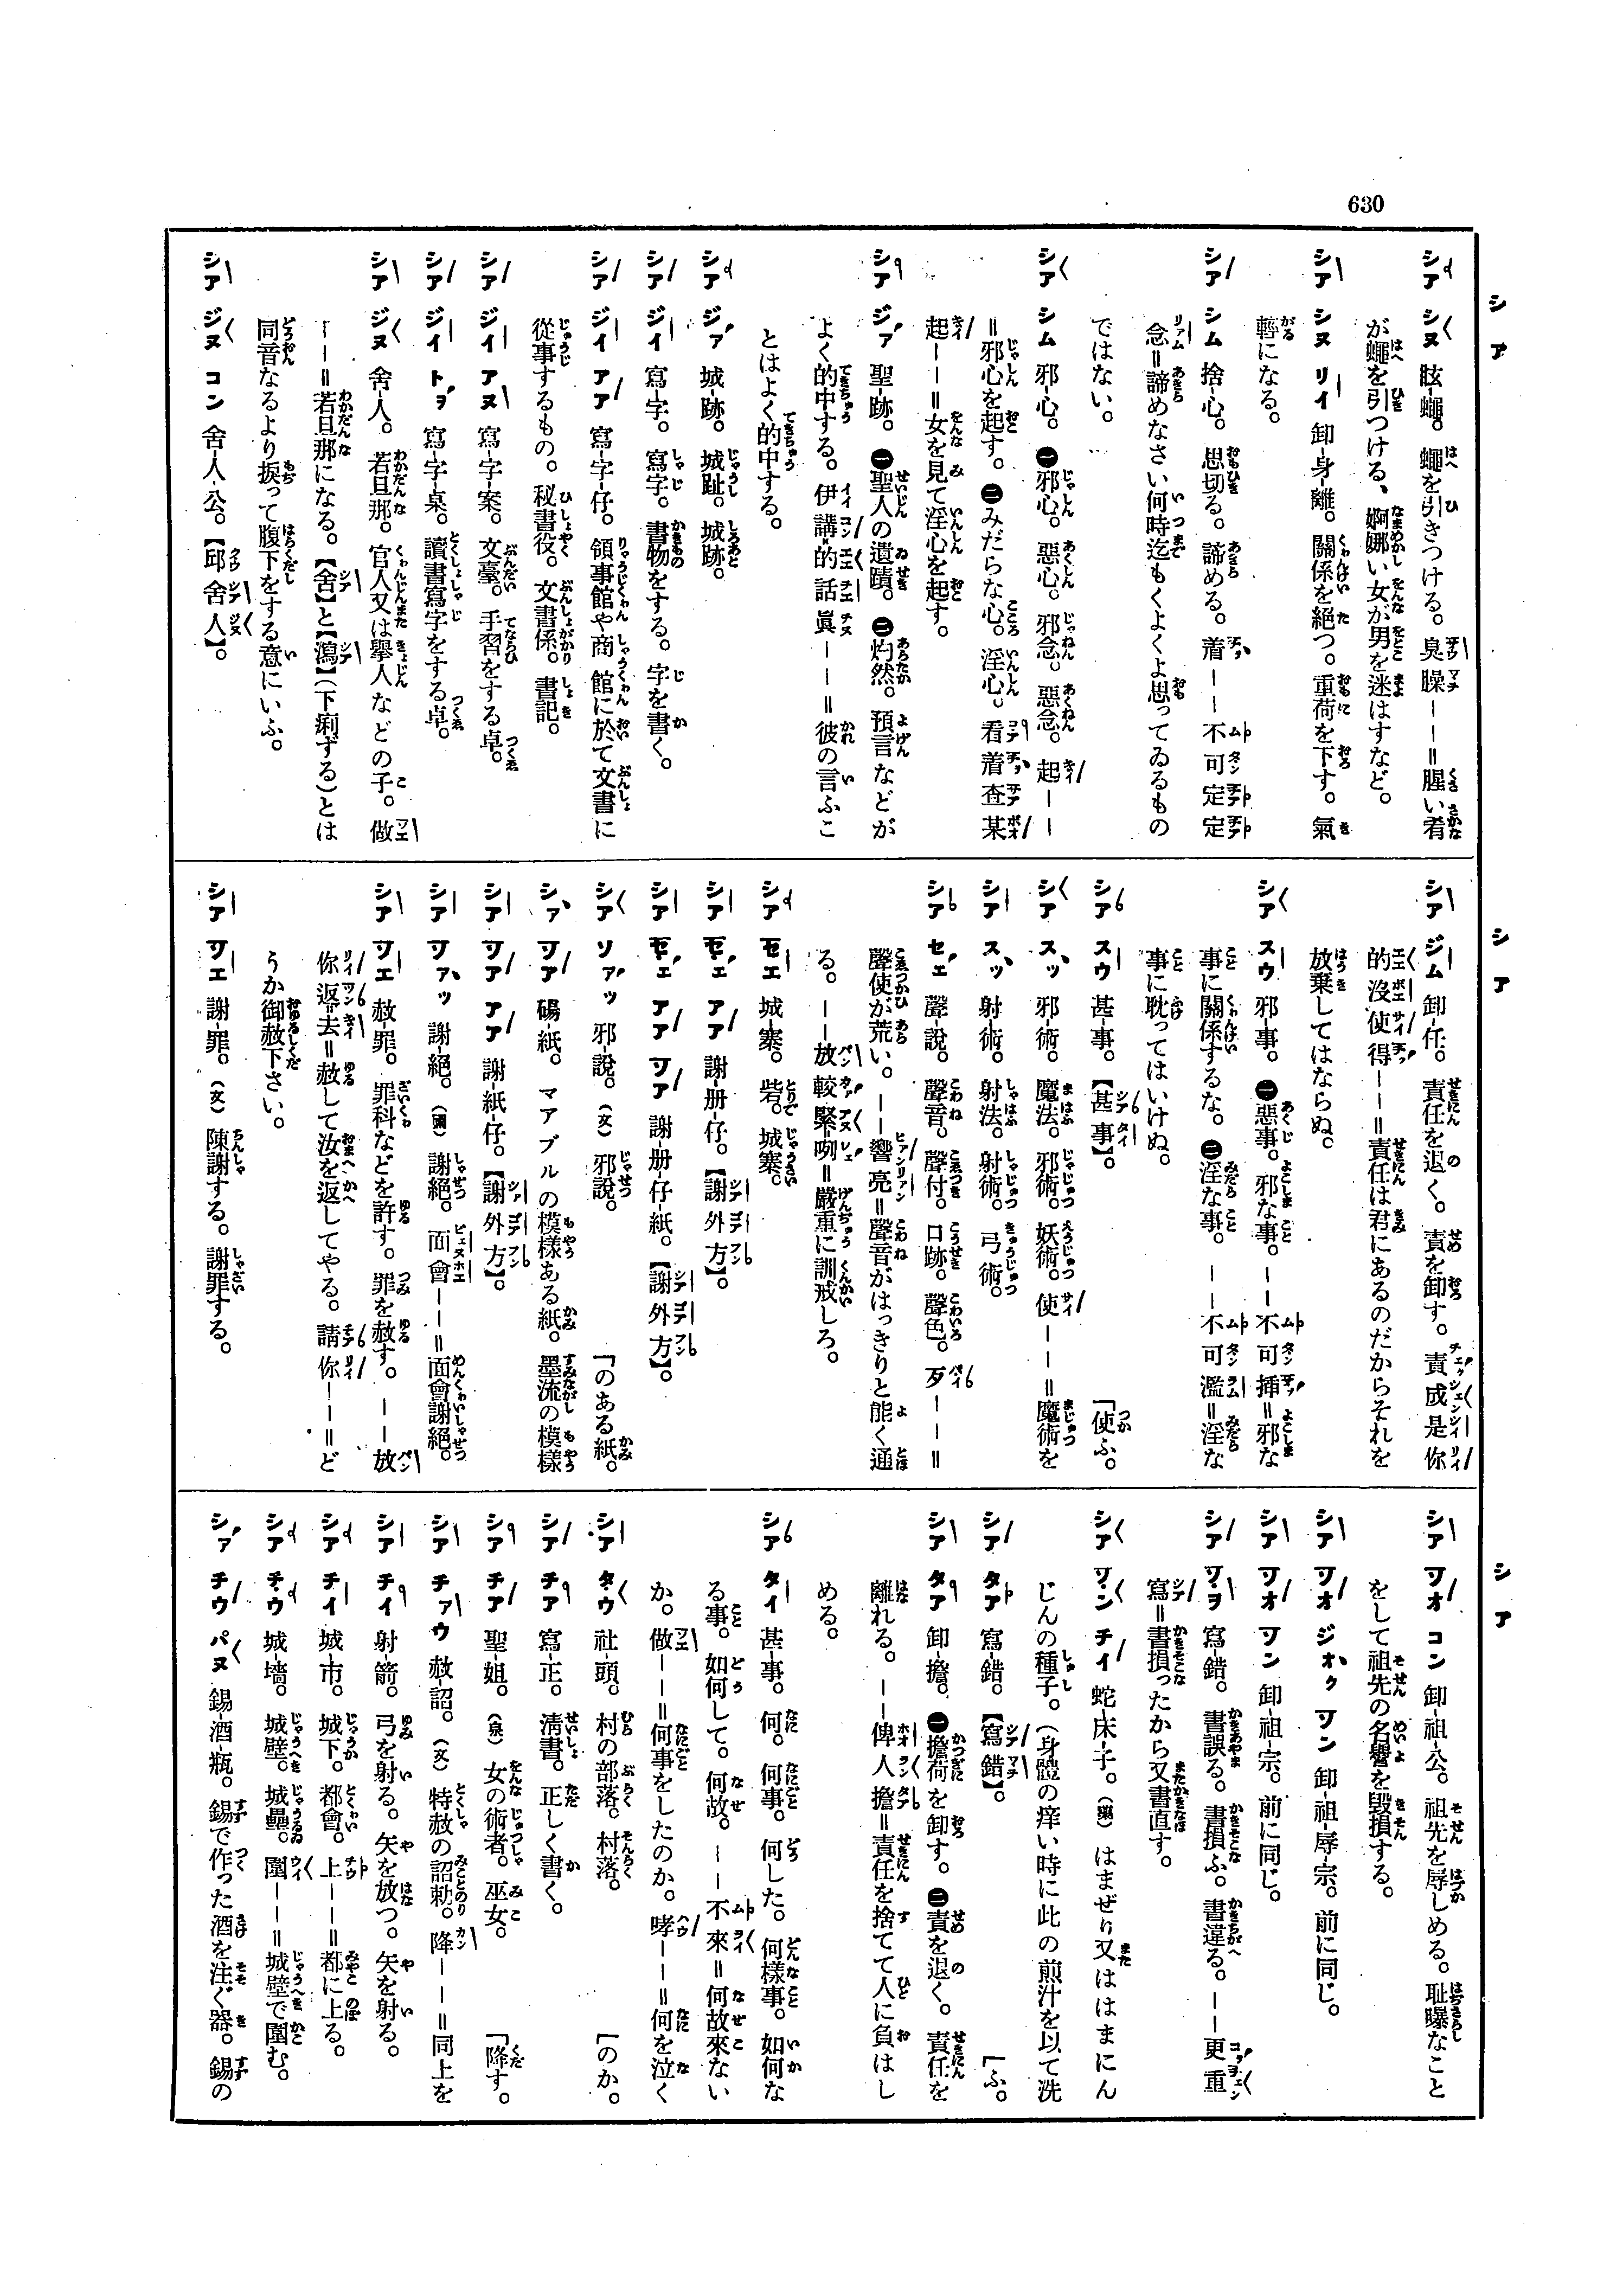 630
シア
シア シヌ 眩-蠅。蠅を引きつける。臭臊－－＝腥い肴
が蠅を引つける、婀娜い女が男を迷はすなど。
シア シヌ リイ 卸-身-離。關係を絕つ。重荷を下す。氣
輕になる。
シア シム 捨-心。思切る。諦める。着－－不可定定
念＝諦めなさい何時迄もくよくよ思ってゐるもの
ではない。
シア シム 邪-心。㊀邪心。惡心。邪念。惡念。起－－
＝邪心を起す。㊁みだらな心。淫心。看着查某
起－－＝女を見て淫心を起す。
シア ジァ 聖-跡。㊀聖人の遺蹟。㊁灼然。預言などが
よく的中する。伊講的話眞－－＝彼の言ふこ
とはよく的中する。
シア ジァ 城-跡。城趾。城跡。
シア ジイ 寫-字。寫字。書物をする。字を書く。
シア ジイ アア 寫-字-仔。領事館や商館に於て文書に
從事するもの。秘書役。文書係。書記。
シア ジイ アヌ 寫-字-案。文臺。手習をする卓。
シア ジイ トヲ 寫-字-桌。讀書寫字をする卓。
シア ジヌ 舍-人。若旦那。官人又は擧人などの子。做
－－＝若旦那になる。【舍】と【瀉】(下痢ずる)とは
同音なるより捩って腹下をする意にいふ。
シア ジヌ コン 舍-人-公。【邱舍人】。
シア
シア ジム 卸-任。責任を退く。責を卸す。責成是你
的沒使得－－＝責任は君にあるのだからそれを
放棄してはならぬ。
シア スウ 邪-事。㊀惡事。邪な事。－－不可揷＝邪な
事に關係するな。㊁淫な事。－－不可濫＝淫な
事に耽ってはいけぬ。
シア スウ 甚-事。【甚事】。
シア スッ 邪-術。魔法。邪術。妖術。使－－＝魔術を
「使ふ。
シア スッ 射-術。射法。射術。弓術。
シア セェ 聲-說。聲音。聲付。口跡。聲色。歹－－＝
聲使が荒い。－－響亮＝聲音がはっきりと能く通
る。－－放較緊咧＝嚴重に訓戒しろ。
シア セエ 城-寨。砦。城寨。
シア セェ アア 謝-册-仔。【謝外方】。
シア セェ アア ツア 謝-册-仔-紙。【謝外方】。
シア ソァッ 邪-說。(文)邪說。
シァ ツア 碭-紙。マアブルの模樣ある紙。墨流の模樣
「のある紙。
シア ツア アア 謝-紙-仔。【謝外方】。
シア ツァッ 謝-絕。謝絕。面會－－＝面會謝絕。
シア ツエ 赦-罪。罪科などを許す。罪を赦す。－－放
你返去＝赦して汝を返してやる。請你－－＝ど
うか御赦下さい。
シア ツエ 謝-罪。(文)陳謝する。謝罪する。
シア
シア ツオ コン 卸-祖-公。祖先を辱しめる。耻曝なこと
をして祖先の名譽を毀損する。
シア ツオ ジオク ツン 卸-祖-辱-宗。前に同じ。
シア ツオ ツン 卸-祖-宗。前に同じ。
シア ツヲ 寫-錯。書誤る。書損ふ。書違る。－－更重
寫＝書損ったから又書直す。
シア ツン チイ 蛇-床-子。(藥)はまぜり又ははまにん
じんの種子。(身體の痒い時に此の煎汁を以て洗
「ふ。
シア タア 寫-錯。【寫錯】。
シア タア 卸-擔。㊀擔荷を卸す。㊁責を退く。責任を
離れる。－－俾人擔＝責任を捨てて人に負はし
める。
シア タイ 甚-事。何。何事。何した。何樣事。如何な
る事。如何して。何故。－－不來＝何故來ない
か。做－－＝何事をしたのか。哮－－＝何を泣く
「のか。
シア タウ 社-頭。村の部落。村落。
シア チア 寫-正。淸書。正しく書く。
シア チア 聖-姐。(泉)女の術者。巫女。
シア チァウ 赦-詔。(文)特赦の詔勅。降－－＝同上を
「降す。
シア チイ 射-箭。弓を射る。矢を放つ。矢を射る。
シア チイ 城-市。城下。都會。上－－＝都に上る。
シア チウ 城-墻。城壁。城壘。圍－－＝城壁で圍む。
シァ チウ パヌ 錫-酒-瓶。錫で作った酒を注ぐ器。錫の